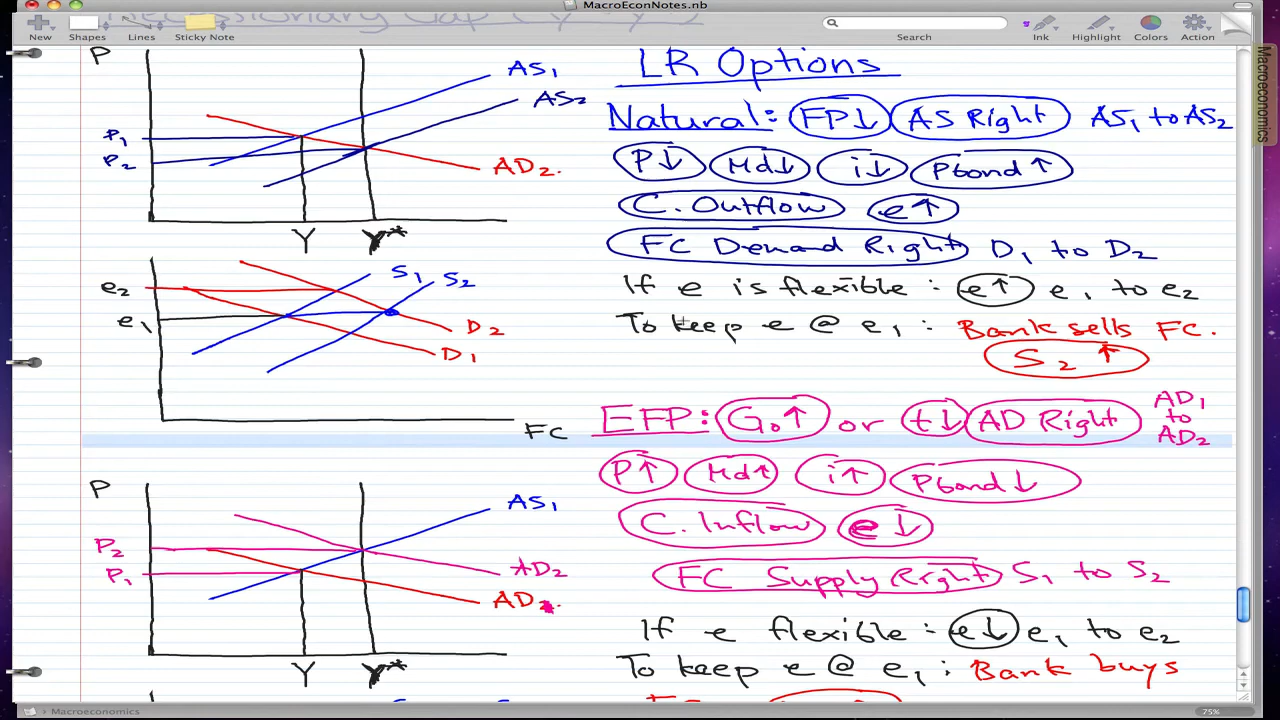 MacroEconNotes.nb
New Shapes Lines Sticky Note Search Ink Highlight Colors Action
Macroeconomics
P
AS1
AS2
P1
P2
AD2.
Y Y*
LR Options
Natural: FP↓ AS Right AS1 to AS2
P↓ Md↓ i↓ Pbond↑
C. Outflow e↑
FC Demand Right D1 to D2
If e is flexible: e↑ e1 to e2
To keep e @ e1: Bank sells FC.
S2 ↑
e2
e1
S1
S2
D2
D1
FC
EFP: G0↑ or t↓ AD Right AD1 to AD2
P↑ Md↑ i↑ Pbond↓
C. Inflow e↓
FC Supply Right S1 to S2
If e flexible: e↓ e1 to e2
To keep e @ e1: Bank buys
P
AS1
P2
P1
AD2
AD
Y Y*
Macroeconomics
75%